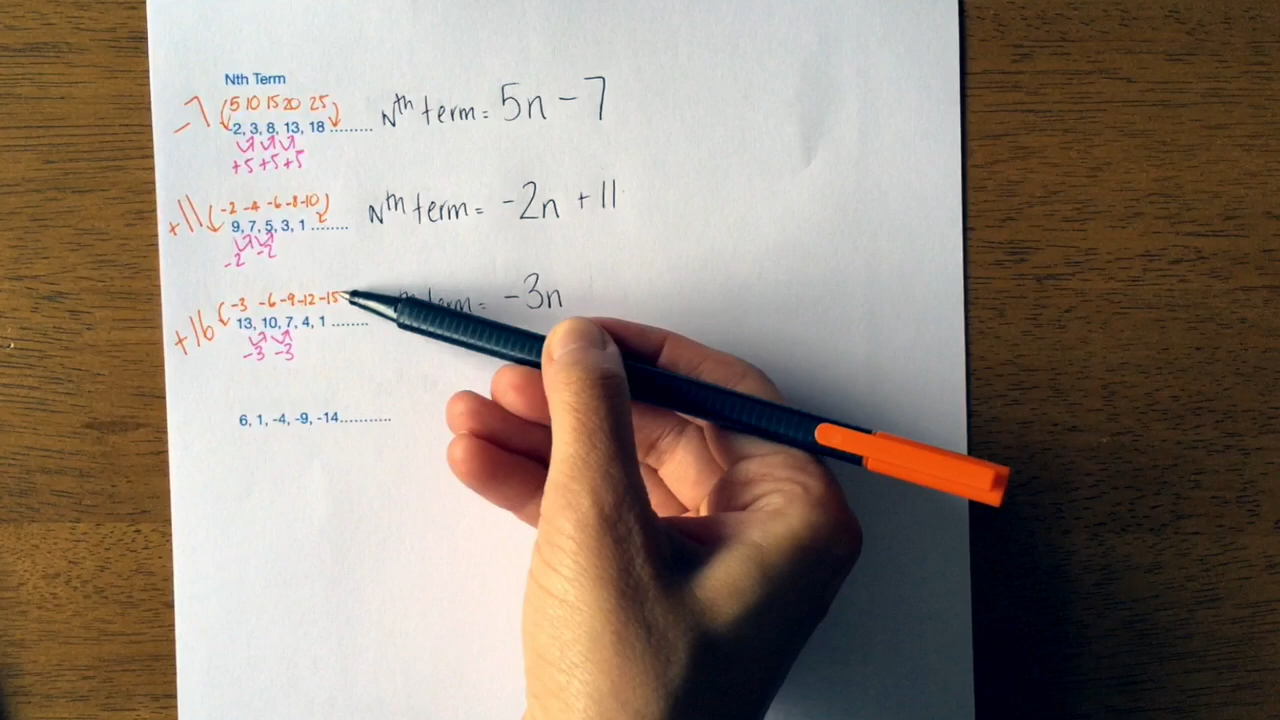 Nth Term
5 10 15 20 25
-7
2, 3, 8, 13, 18 ......... Nth term = 5n - 7
+5 +5 +5
-2 -4 -6 -8 -10
+11
9, 7, 5, 3, 1 ........ Nth term = -2n + 11
-2 -2
-3 -6 -9 -12 -15
+16
13, 10, 7, 4, 1 ........ term = -3n
-3 -3
6, 1, -4, -9, -14...........